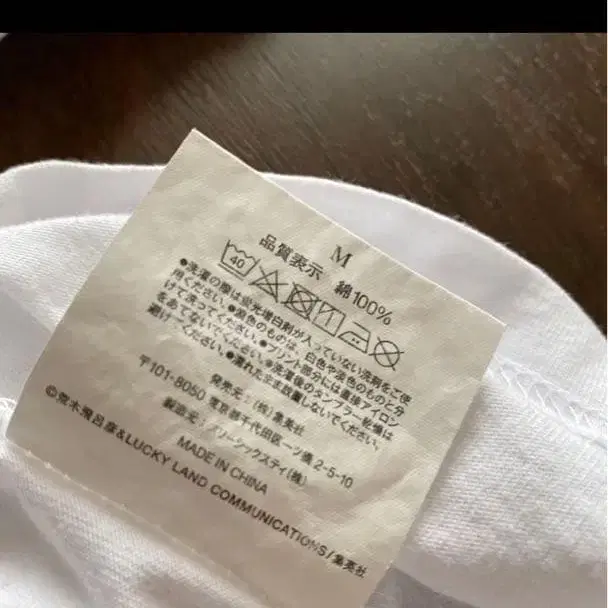 M
品質表示 綿100%
40
●洗濯の際は蛍光増白剤が入っていない洗剤をご使
用ください。●濃色のものは、白色や淡色のものと分
けて洗ってください。●プリント部分には直接アイロン
をあてないでください。●洗濯後のタンブラー乾燥は
避けてください。●濡れたまま放置しないでください。
発売元:(株)集英社
〒101-8050 東京都千代田区一ツ橋2-5-10
製造元:ノリーシックスティ(株)
MADE IN CHINA
©荒木飛呂彦&LUCKY LAND COMMUNICATIONS/集英社